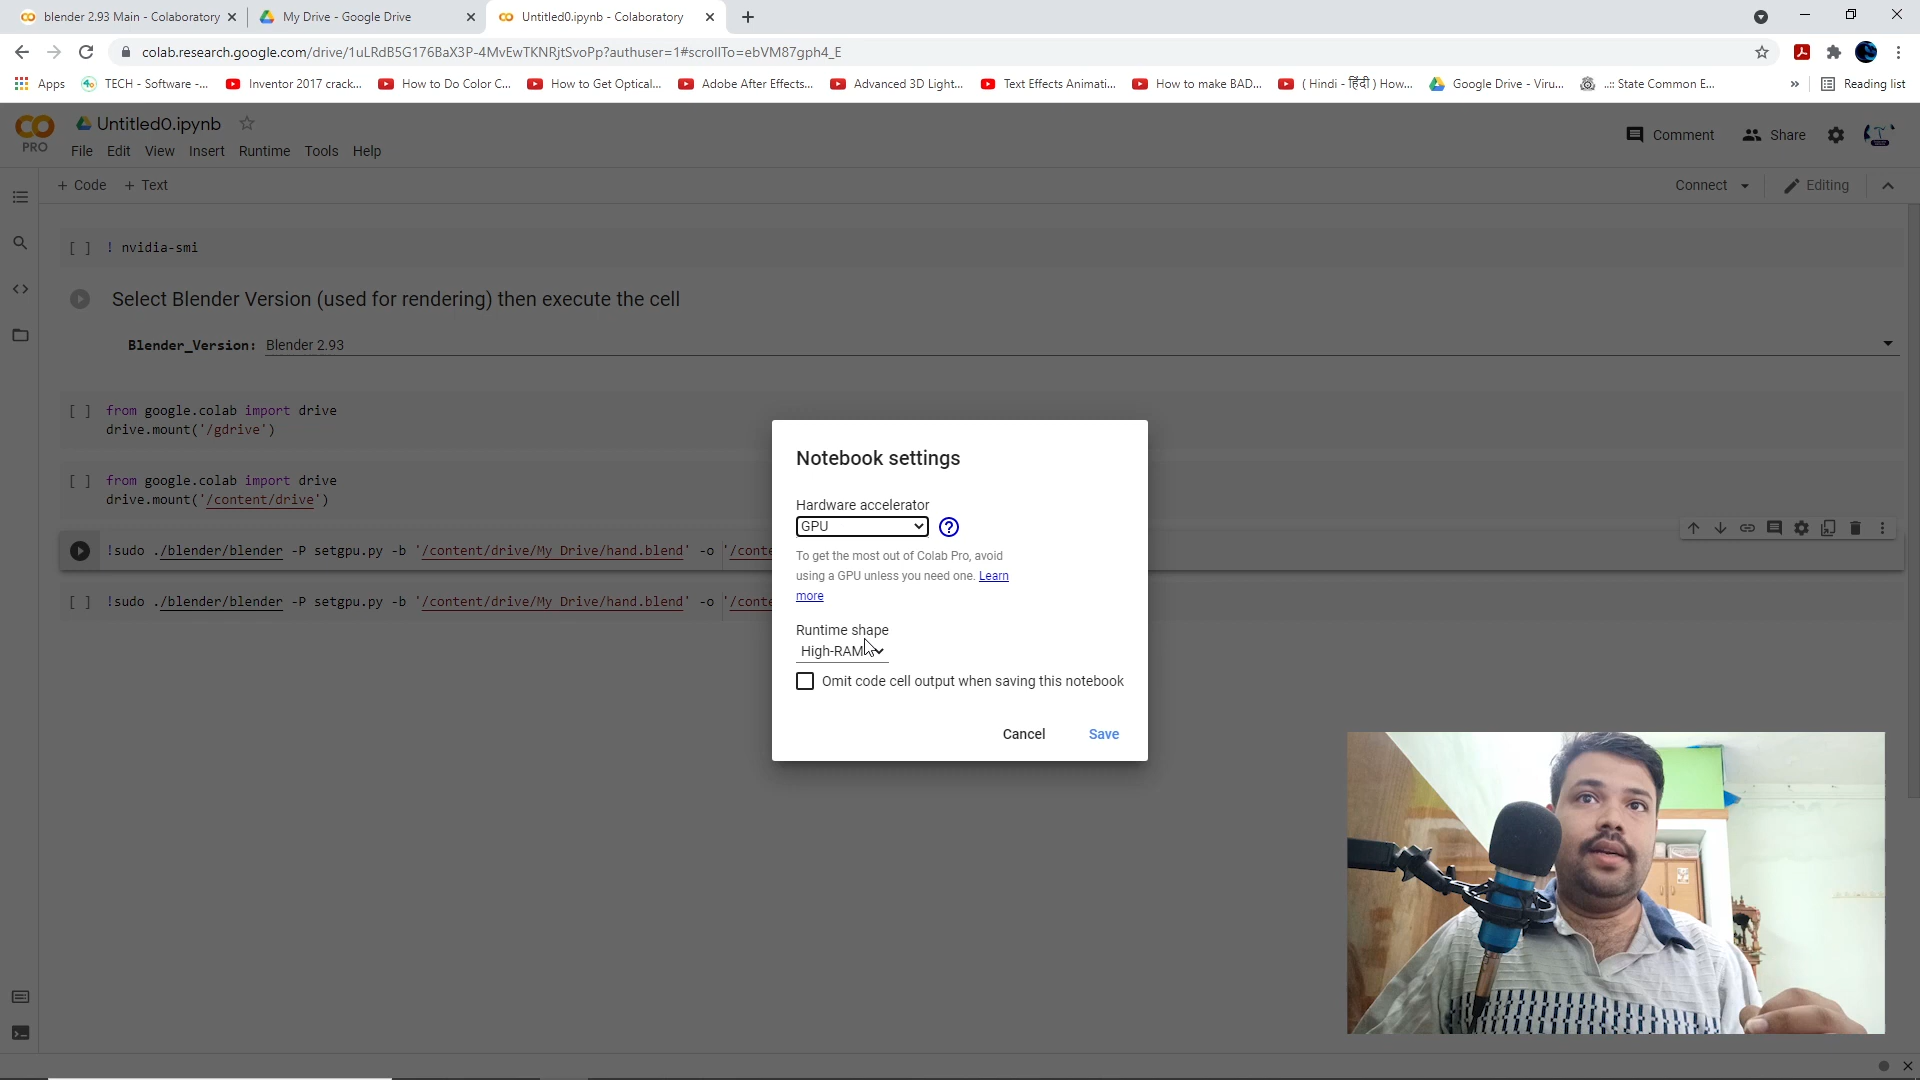 blender 2.93 Main - Colaboratory
My Drive - Google Drive
Untitled0.ipynb - Colaboratory
colab.research.google.com/drive/1uLRdB5G176BaX3P-4MvEwTKNRjtSvoPp?authuser=1#scrollTo=ebVM87gph4_E
Apps
TECH - Software -...
Inventor 2017 crack...
How to Do Color C...
How to Get Optical...
Adobe After Effects...
Advanced 3D Light...
Text Effects Animati...
How to make BAD...
( Hindi - हिंदी ) How...
Google Drive - Viru...
..:: State Common E...
»
Reading list
CO
PRO
Untitled0.ipynb
Comment
Share
File Edit View Insert Runtime Tools Help
+ Code + Text
Connect
Editing
[ ] ! nvidia-smi
Select Blender Version (used for rendering) then execute the cell
Blender_Version: Blender 2.93
[ ] from google.colab import drive
drive.mount('/gdrive')
[ ] from google.colab import drive
drive.mount('/content/drive')
!sudo ./blender/blender -P setgpu.py -b '/content/drive/My Drive/hand.blend' -o '/conte
[ ] !sudo ./blender/blender -P setgpu.py -b '/content/drive/My Drive/hand.blend' -o '/conte
Notebook settings
Hardware accelerator
GPU
?
To get the most out of Colab Pro, avoid
using a GPU unless you need one. Learn
more
Runtime shape
High-RAM
Omit code cell output when saving this notebook
Cancel
Save